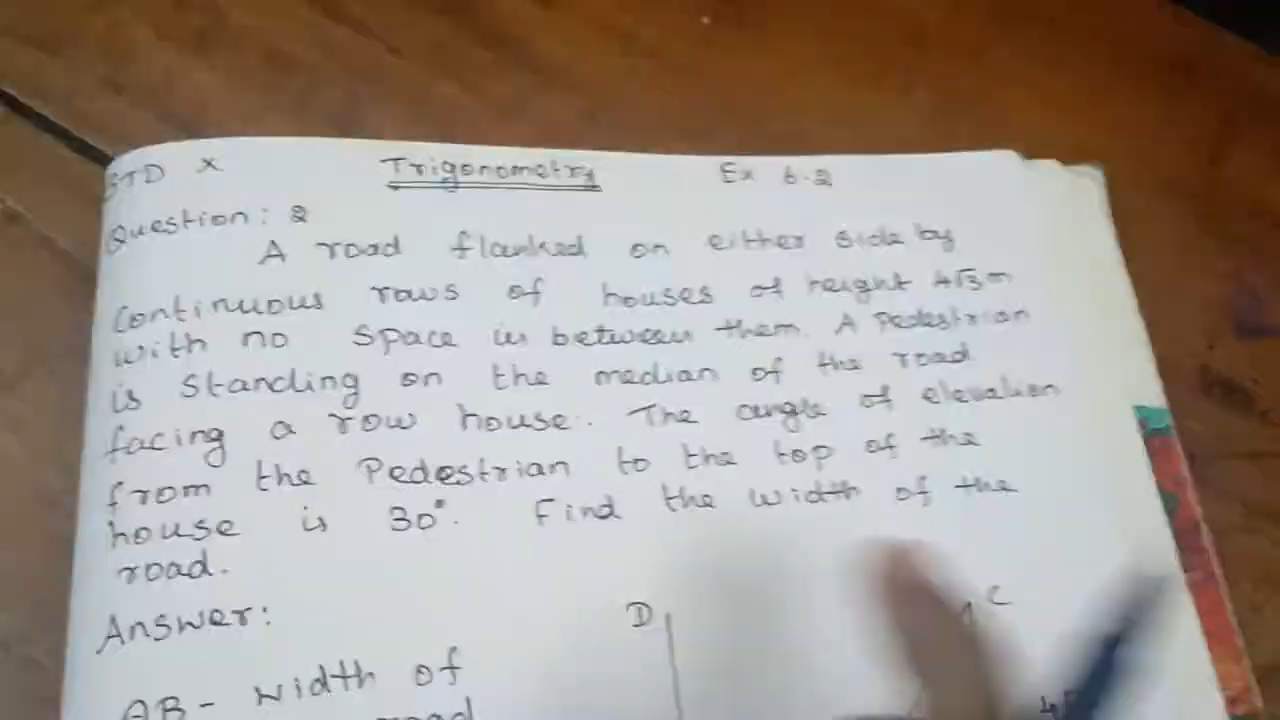 STD X Trigonometry Ex 6.2
Question: 2
A road flanked on either side by
continuous rows of houses of height 4√3m
with no space in between them. A Pedestrian
is standing on the median of the road
facing a row house. The angle of elevation
from the Pedestrian to the top of the
house is 30°. Find the width of the
road.
Answer:
D C
AB - width of
road